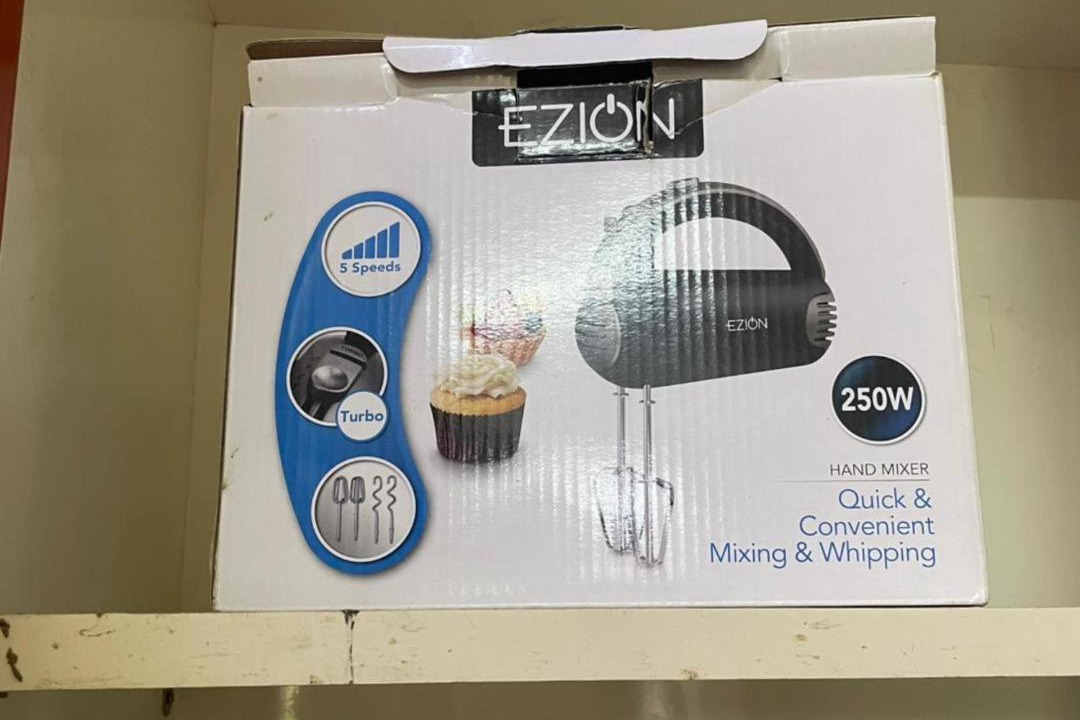 EZION
5 Speeds
Turbo
EZION
250W
HAND MIXER
Quick &
Convenient
Mixing & Whipping